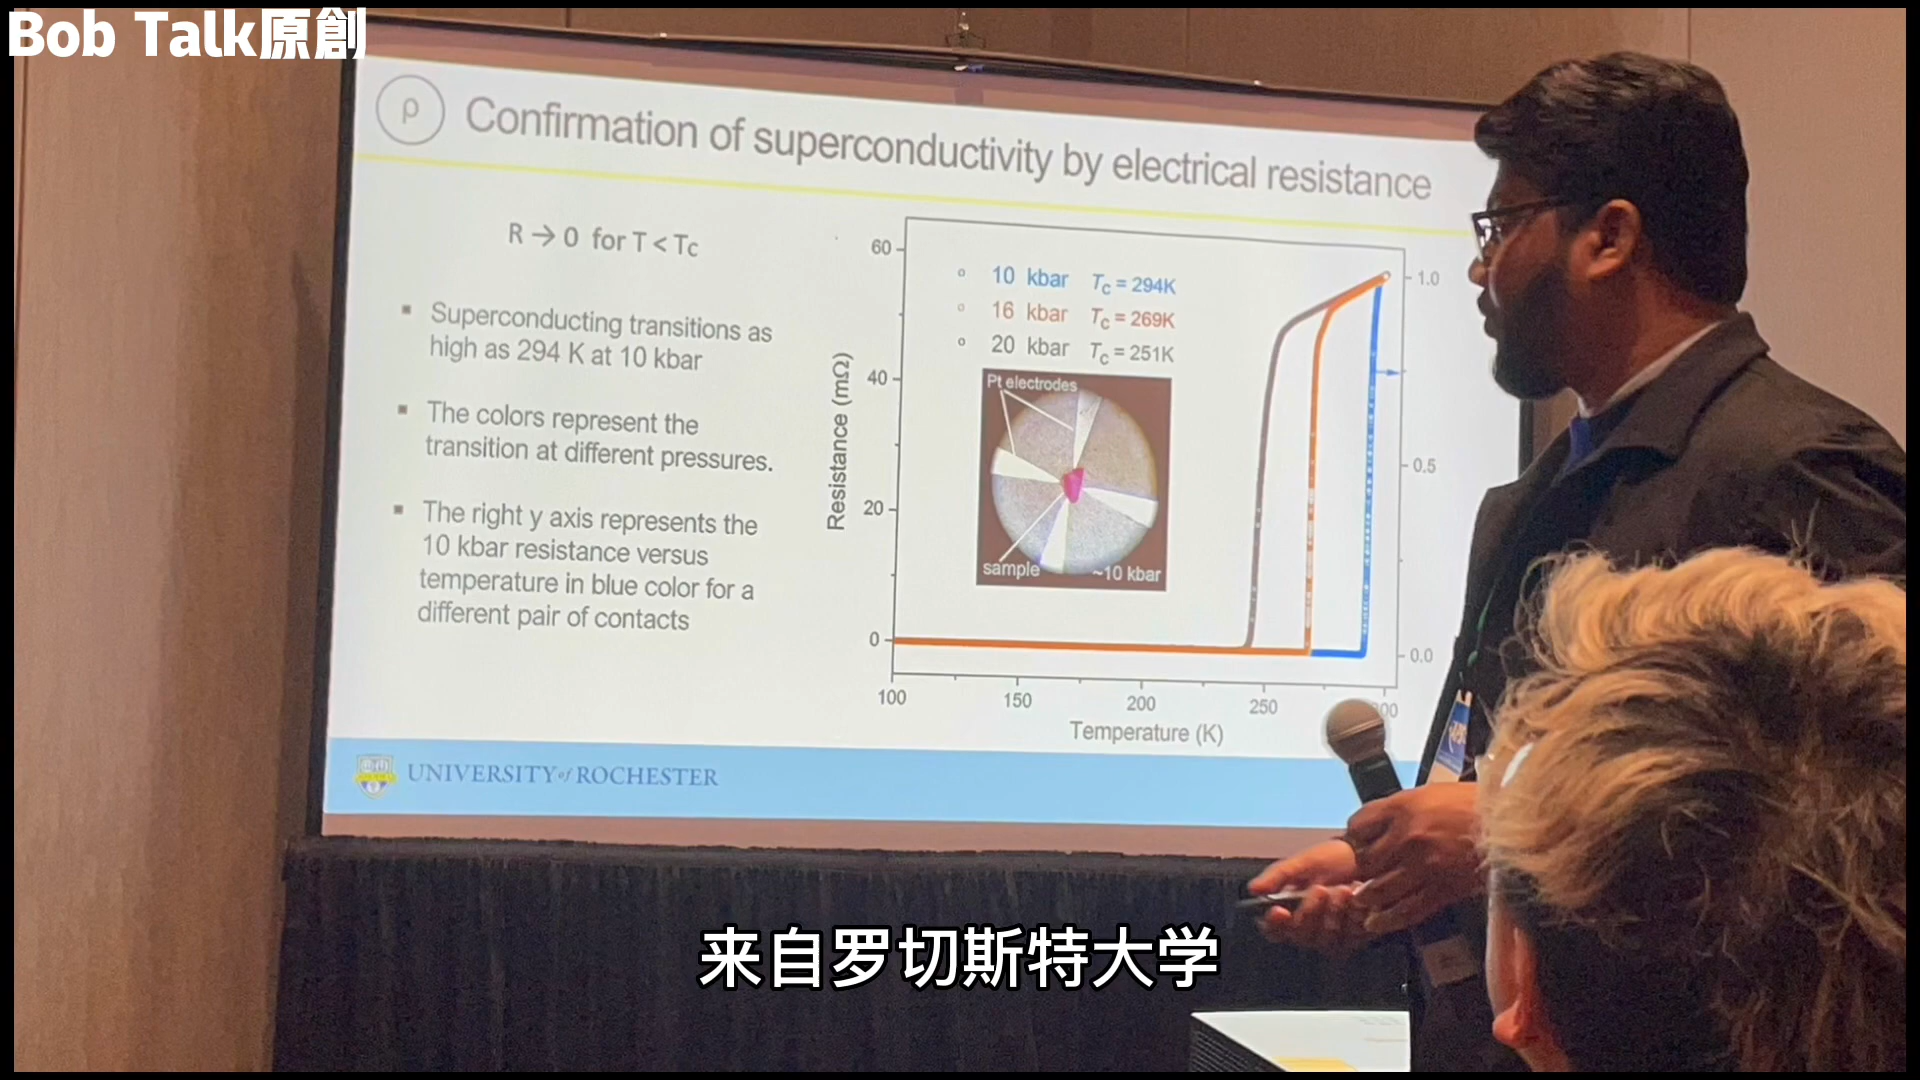 Bob Talk原創
ρ
Confirmation of superconductivity by electrical resistance
R → 0 for T < Tc
▪ Superconducting transitions as
high as 294 K at 10 kbar
▪ The colors represent the
transition at different pressures.
▪ The right y axis represents the
10 kbar resistance versus
temperature in blue color for a
different pair of contacts
Resistance (mΩ)
60
40
20
0
10 kbar Tc = 294K
16 kbar Tc = 269K
20 kbar Tc = 251K
Pt electrodes
sample
~10 kbar
1.0
0.5
0.0
100
150
200
250
Temperature (K)
UNIVERSITY of ROCHESTER
来自罗切斯特大学